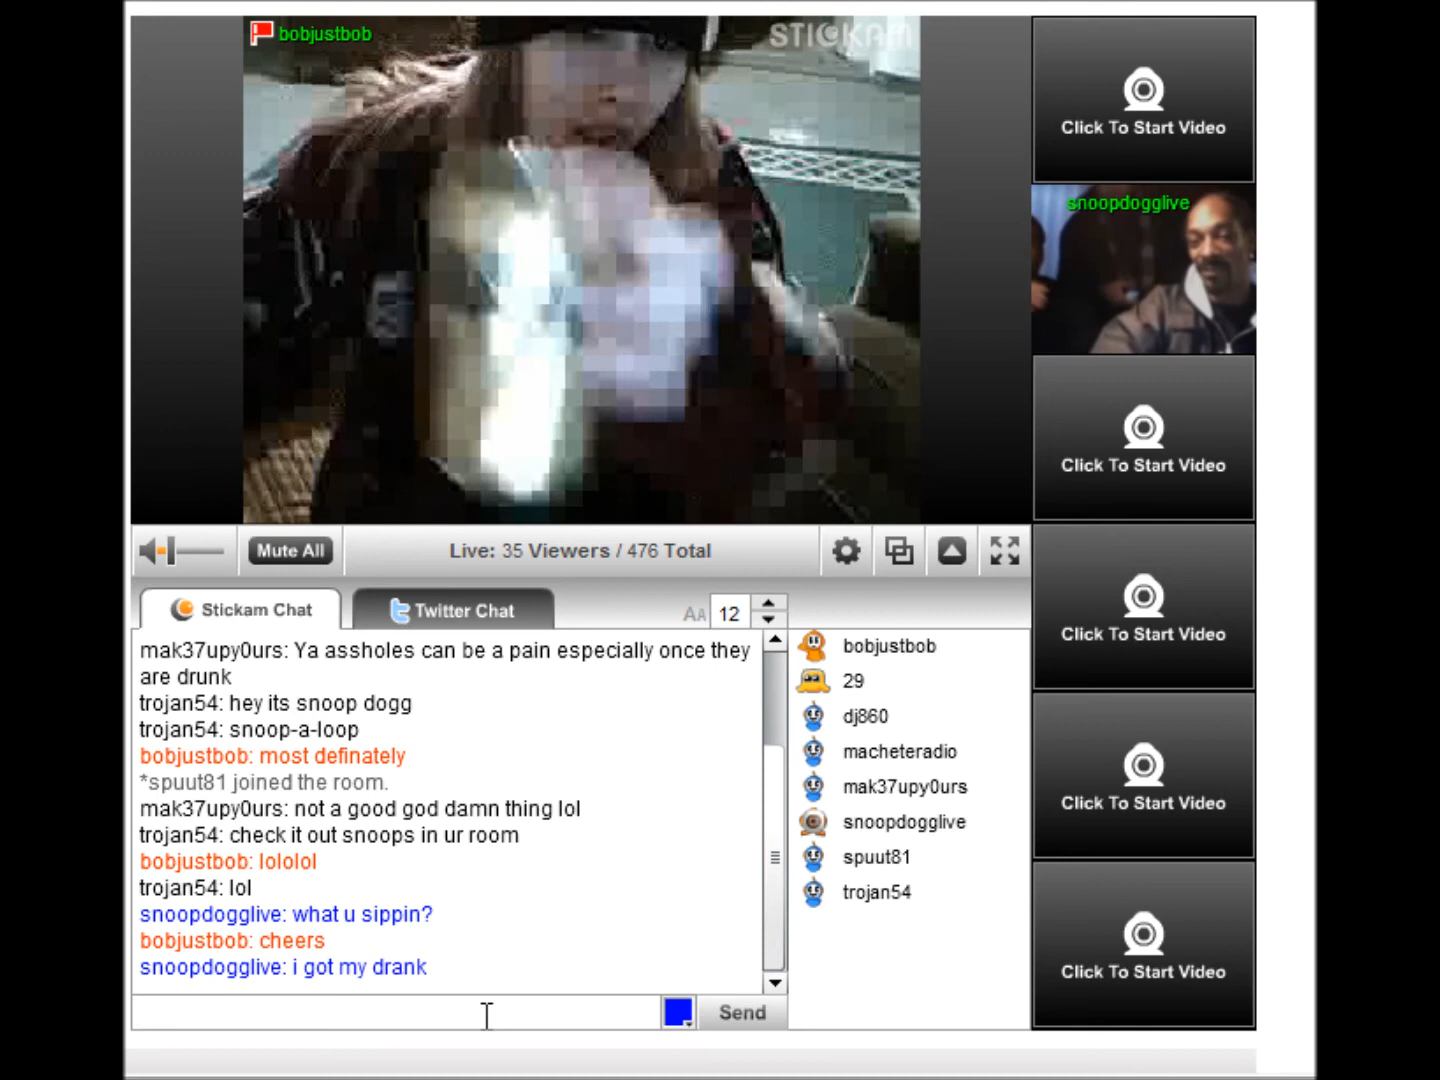 bobjustbob
STICKAM
Click To Start Video
snoopdogglive
Click To Start Video
Click To Start Video
Click To Start Video
Click To Start Video
Mute All
Live: 35 Viewers / 476 Total
Stickam Chat
Twitter Chat
AA 12
mak37upy0urs: Ya assholes can be a pain especially once they
are drunk
trojan54: hey its snoop dogg
trojan54: snoop-a-loop
bobjustbob: most definately
*spuut81 joined the room.
mak37upy0urs: not a good god damn thing lol
trojan54: check it out snoops in ur room
bobjustbob: lololol
trojan54: lol
snoopdogglive: what u sippin?
bobjustbob: cheers
snoopdogglive: i got my drank
Send
bobjustbob
29
dj860
macheteradio
mak37upy0urs
snoopdogglive
spuut81
trojan54